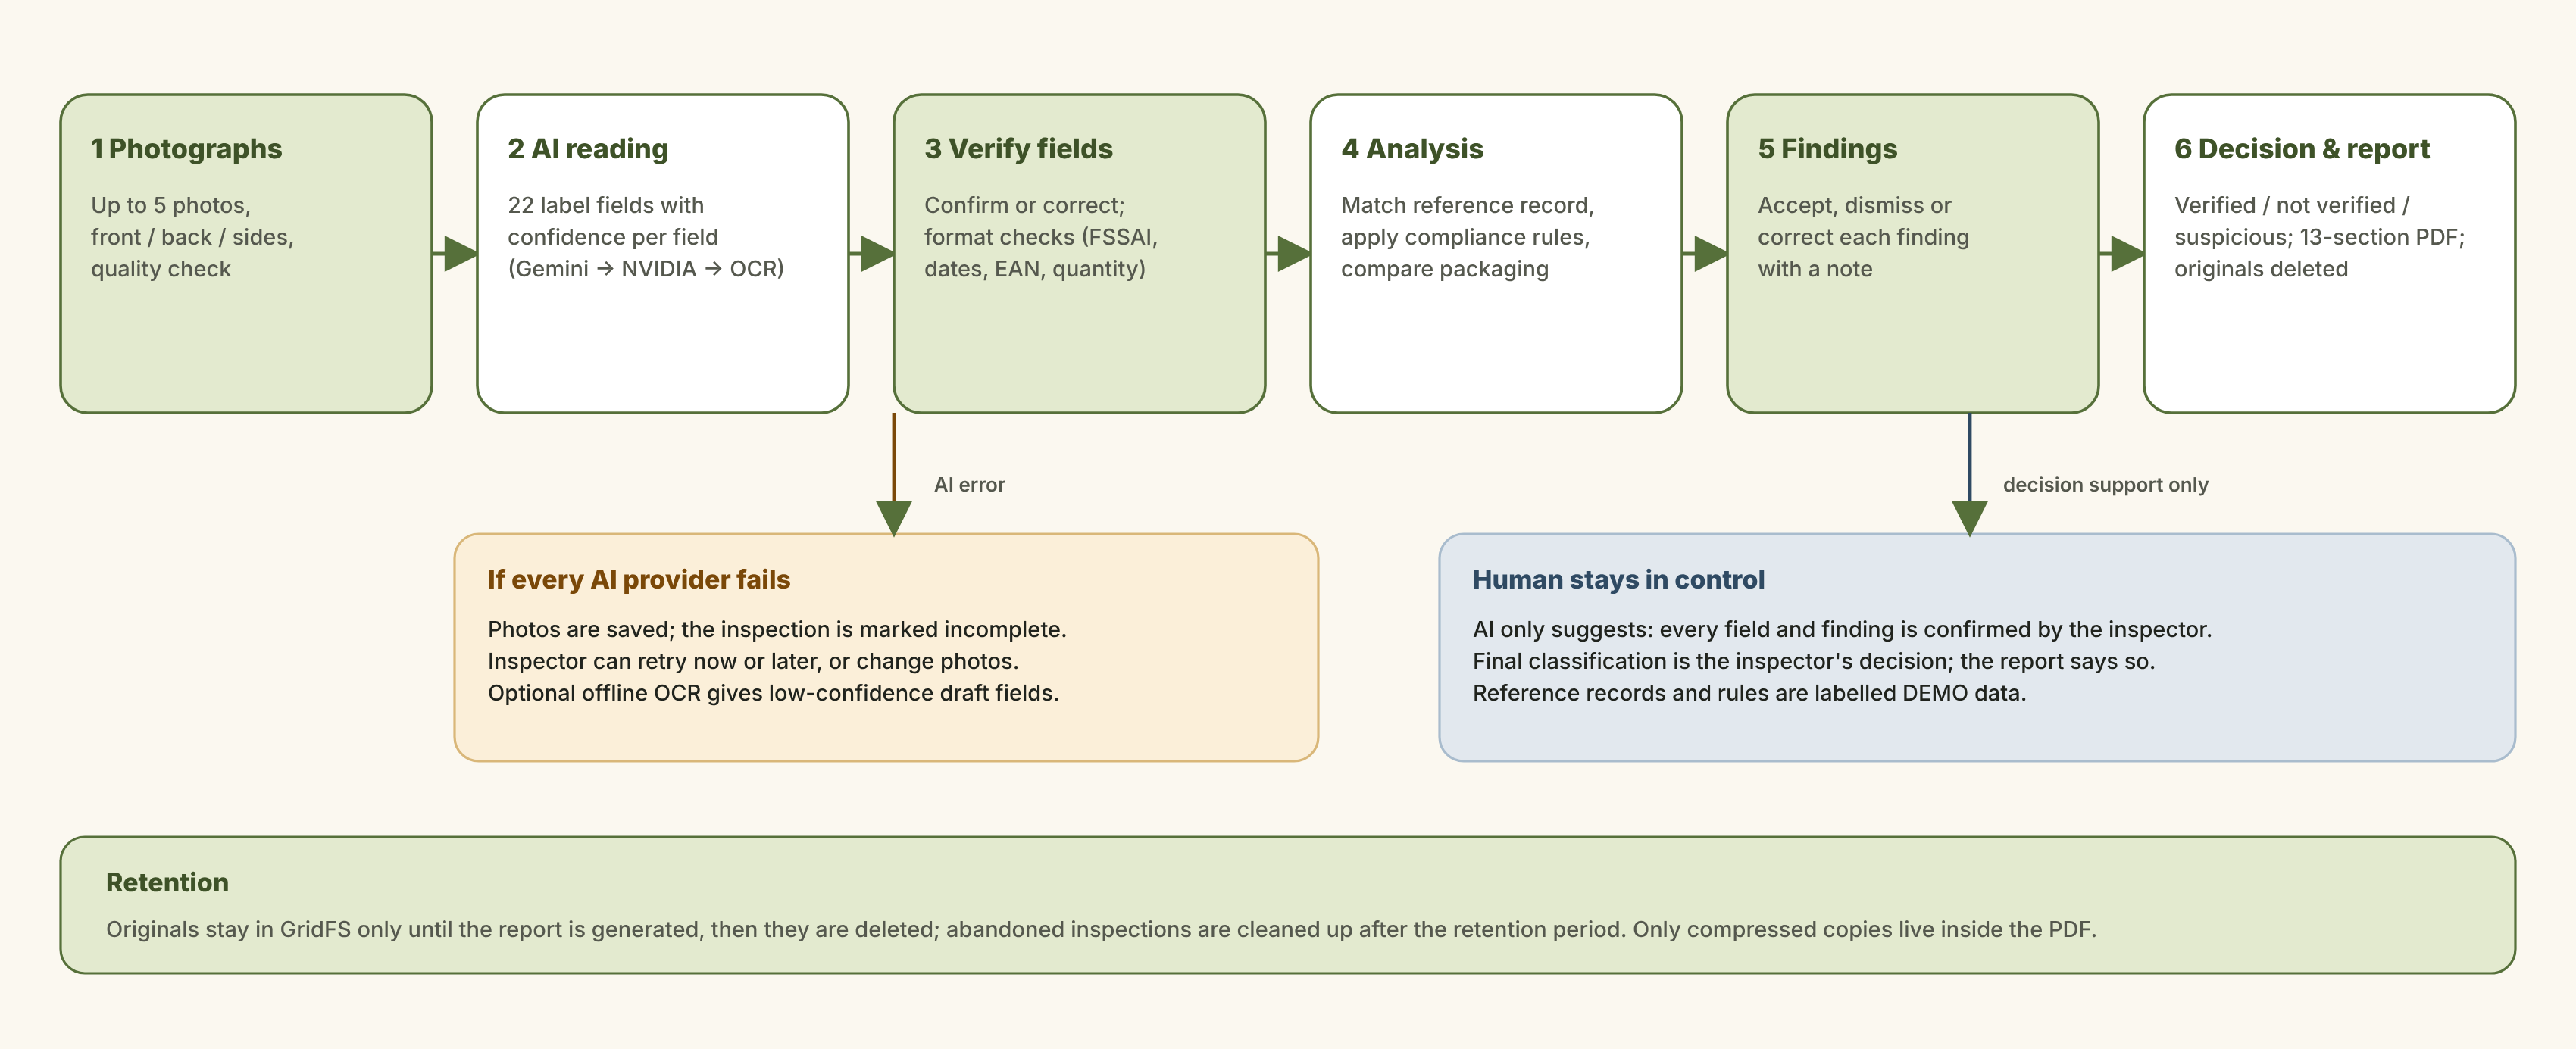 1 Photographs
Up to 5 photos,
front / back / sides,
quality check
2 AI reading
22 label fields with
confidence per field
(Gemini → NVIDIA → OCR)
3 Verify fields
Confirm or correct;
format checks (FSSAI,
dates, EAN, quantity)
4 Analysis
Match reference record,
apply compliance rules,
compare packaging
5 Findings
Accept, dismiss or
correct each finding
with a note
6 Decision & report
Verified / not verified /
suspicious; 13-section PDF;
originals deleted
AI error
decision support only
If every AI provider fails
Photos are saved; the inspection is marked incomplete.
Inspector can retry now or later, or change photos.
Optional offline OCR gives low-confidence draft fields.
Human stays in control
AI only suggests: every field and finding is confirmed by the inspector.
Final classification is the inspector's decision; the report says so.
Reference records and rules are labelled DEMO data.
Retention
Originals stay in GridFS only until the report is generated, then they are deleted; abandoned inspections are cleaned up after the retention period. Only compressed copies live inside the PDF.